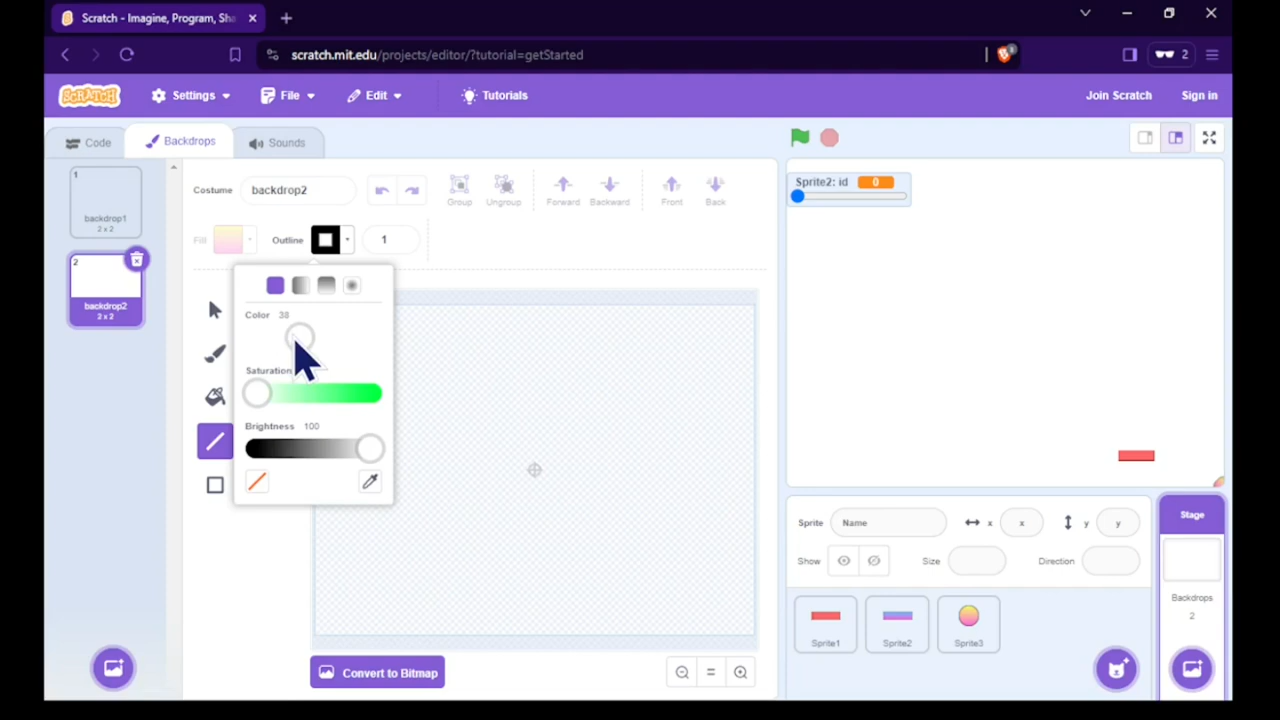 Scratch - Imagine, Program, Sha
scratch.mit.edu/projects/editor/?tutorial=getStarted
2
SCRATCH
Settings
File
Edit
Tutorials
Join Scratch
Sign in
Code
Backdrops
Sounds
1
backdrop1
2 x 2
2
backdrop2
2 x 2
Costume
backdrop2
Group
Ungroup
Forward
Backward
Front
Back
Fill
Outline
1
Color 38
Saturation
Brightness 100
Convert to Bitmap
Sprite2: id 0
Sprite
Name
x
x
y
y
Show
Size
Direction
Sprite1
Sprite2
Sprite3
Stage
Backdrops
2